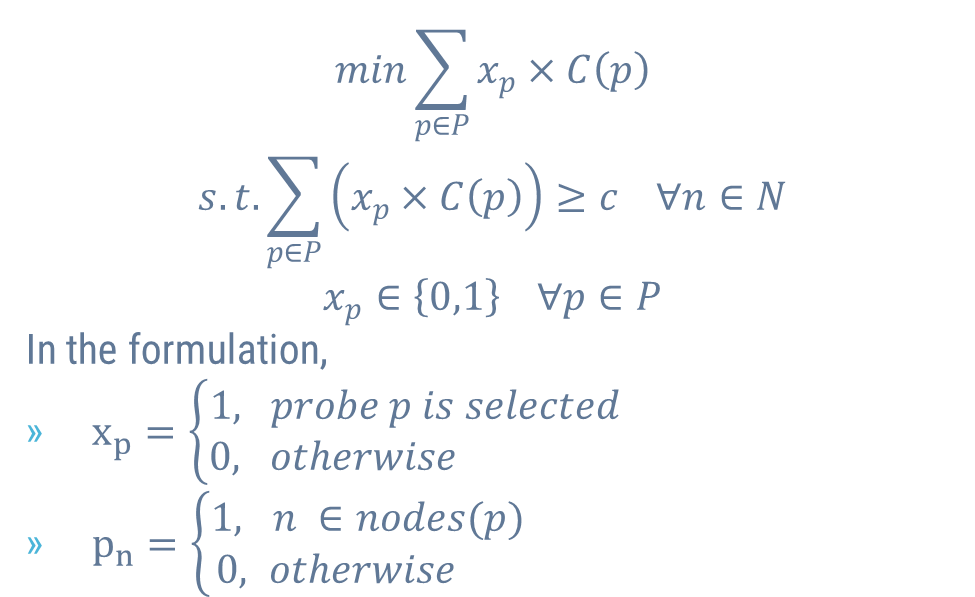 min ∑ x_p × C(p)
p∈P
s.t. ∑ (x_p × C(p)) ≥ c ∀n ∈ N
p∈P
x_p ∈ {0,1} ∀p ∈ P
In the formulation,
» x_p = { 1, probe p is selected
0, otherwise
» p_n = { 1, n ∈ nodes(p)
0, otherwise